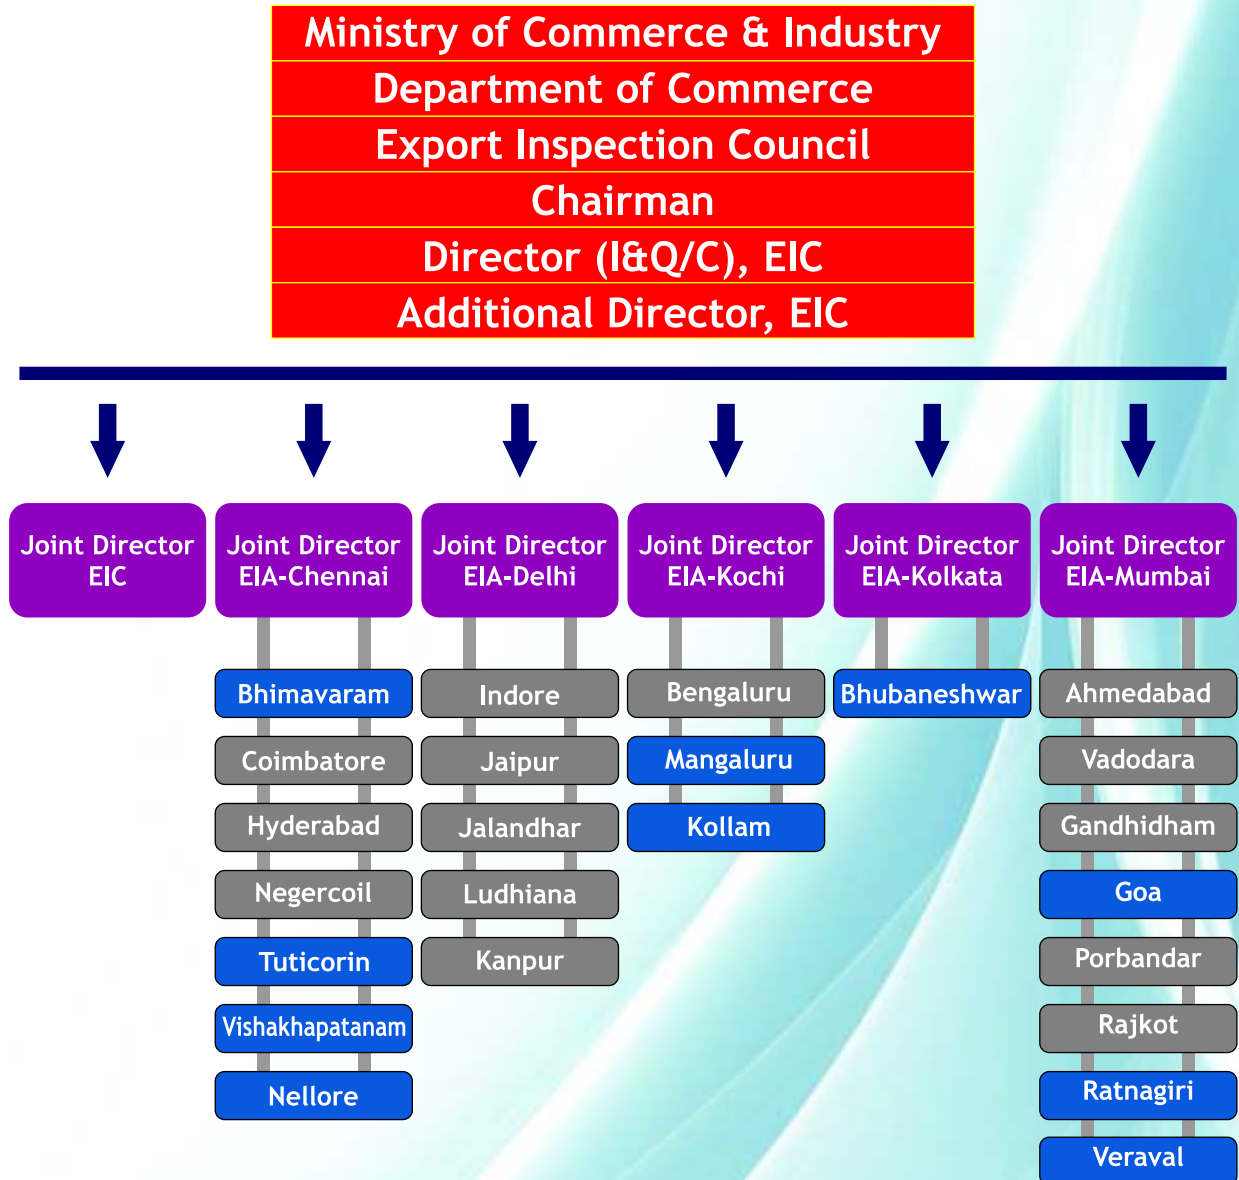 Ministry of Commerce & Industry
Department of Commerce
Export Inspection Council
Chairman
Director (I&Q/C), EIC
Additional Director, EIC
Joint Director
EIC
Joint Director
EIA-Chennai
Joint Director
EIA-Delhi
Joint Director
EIA-Kochi
Joint Director
EIA-Kolkata
Joint Director
EIA-Mumbai
Bhimavaram
Coimbatore
Hyderabad
Negercoil
Tuticorin
Vishakhapatanam
Nellore
Indore
Jaipur
Jalandhar
Ludhiana
Kanpur
Bengaluru
Mangaluru
Kollam
Bhubaneshwar
Ahmedabad
Vadodara
Gandhidham
Goa
Porbandar
Rajkot
Ratnagiri
Veraval